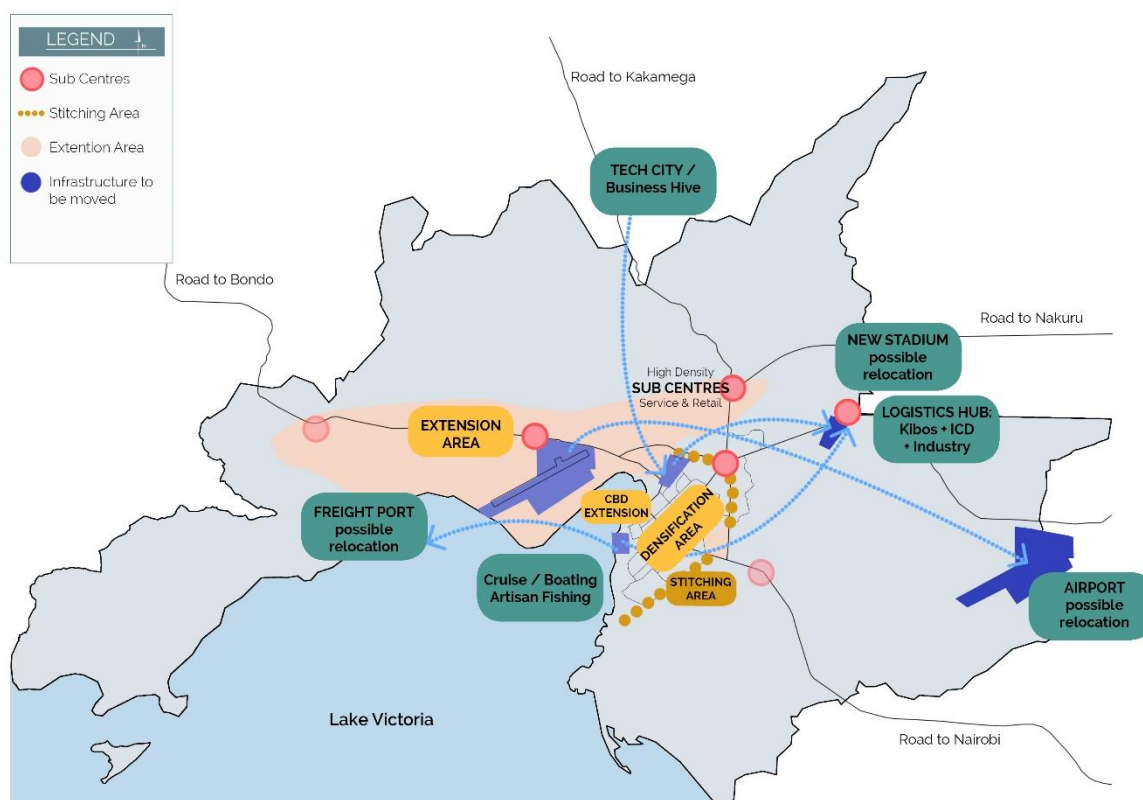 LEGEND
N
Sub Centres
Stitching Area
Extention Area
Infrastructure to
be moved
Road to Kakamega
TECH CITY /
Business Hive
Road to Bondo
Road to Nakuru
NEW STADIUM
possible
relocation
High Density
SUB CENTRES
Service & Retail
LOGISTICS HUB:
Kibos + ICD
+ Industry
EXTENSION
AREA
CBD
EXTENSION
DENSIFICATION
AREA
FREIGHT PORT
possible
relocation
Cruise / Boating
Artisan Fishing
STITCHING
AREA
AIRPORT
possible
relocation
Lake Victoria
Road to Nairobi